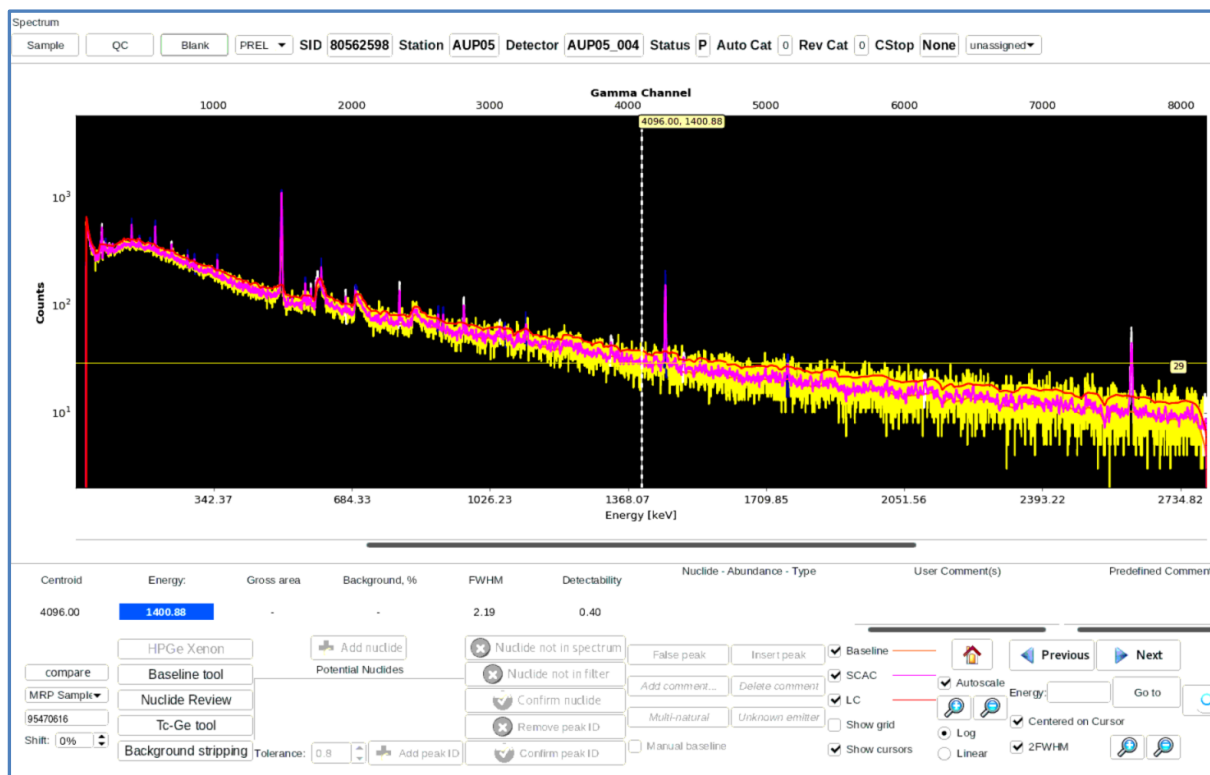 Spectrum
Sample QC Blank PREL SID 80562598 Station AUP05 Detector AUP05_004 Status P Auto Cat 0 Rev Cat 0 CStop None unassigned
Gamma Channel
1000 2000 3000 4000 5000 6000 7000 8000
4096.00, 1400.88
10^3
10^2
10^1
Counts
29
342.37 684.33 1026.23 1368.07 1709.85 2051.56 2393.22 2734.82
Energy [keV]
Centroid Energy: Gross area Background, % FWHM Detectability Nuclide - Abundance - Type User Comment(s) Predefined Comment
4096.00 1400.88 - - 2.19 0.40
HPGe Xenon Add nuclide Nuclide not in spectrum False peak Insert peak Baseline Previous Next
compare Baseline tool Potential Nuclides Nuclide not in filter Add comment... Delete comment SCAC Autoscale Energy: Go to
MRP Sample Nuclide Review Confirm nuclide Multi-natural Unknown emitter LC
95470616 Tc-Ge tool Remove peak ID Show grid Log Centered on Cursor
Shift: 0% Background stripping Tolerance: 0.8 Add peak ID Confirm peak ID Manual baseline Show cursors Linear 2FWHM